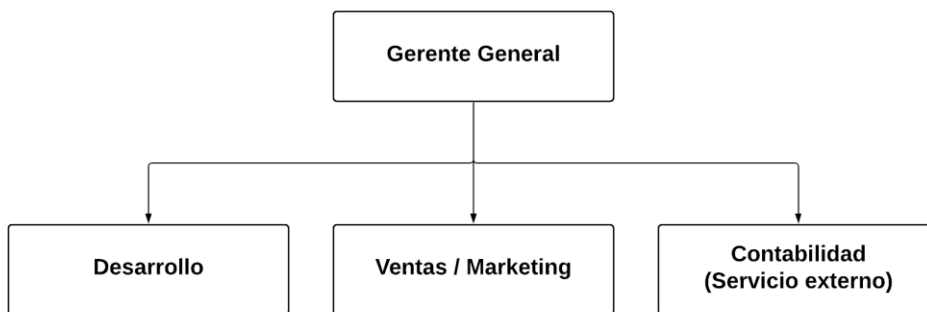 Gerente General
Desarrollo
Ventas / Marketing
Contabilidad
(Servicio externo)